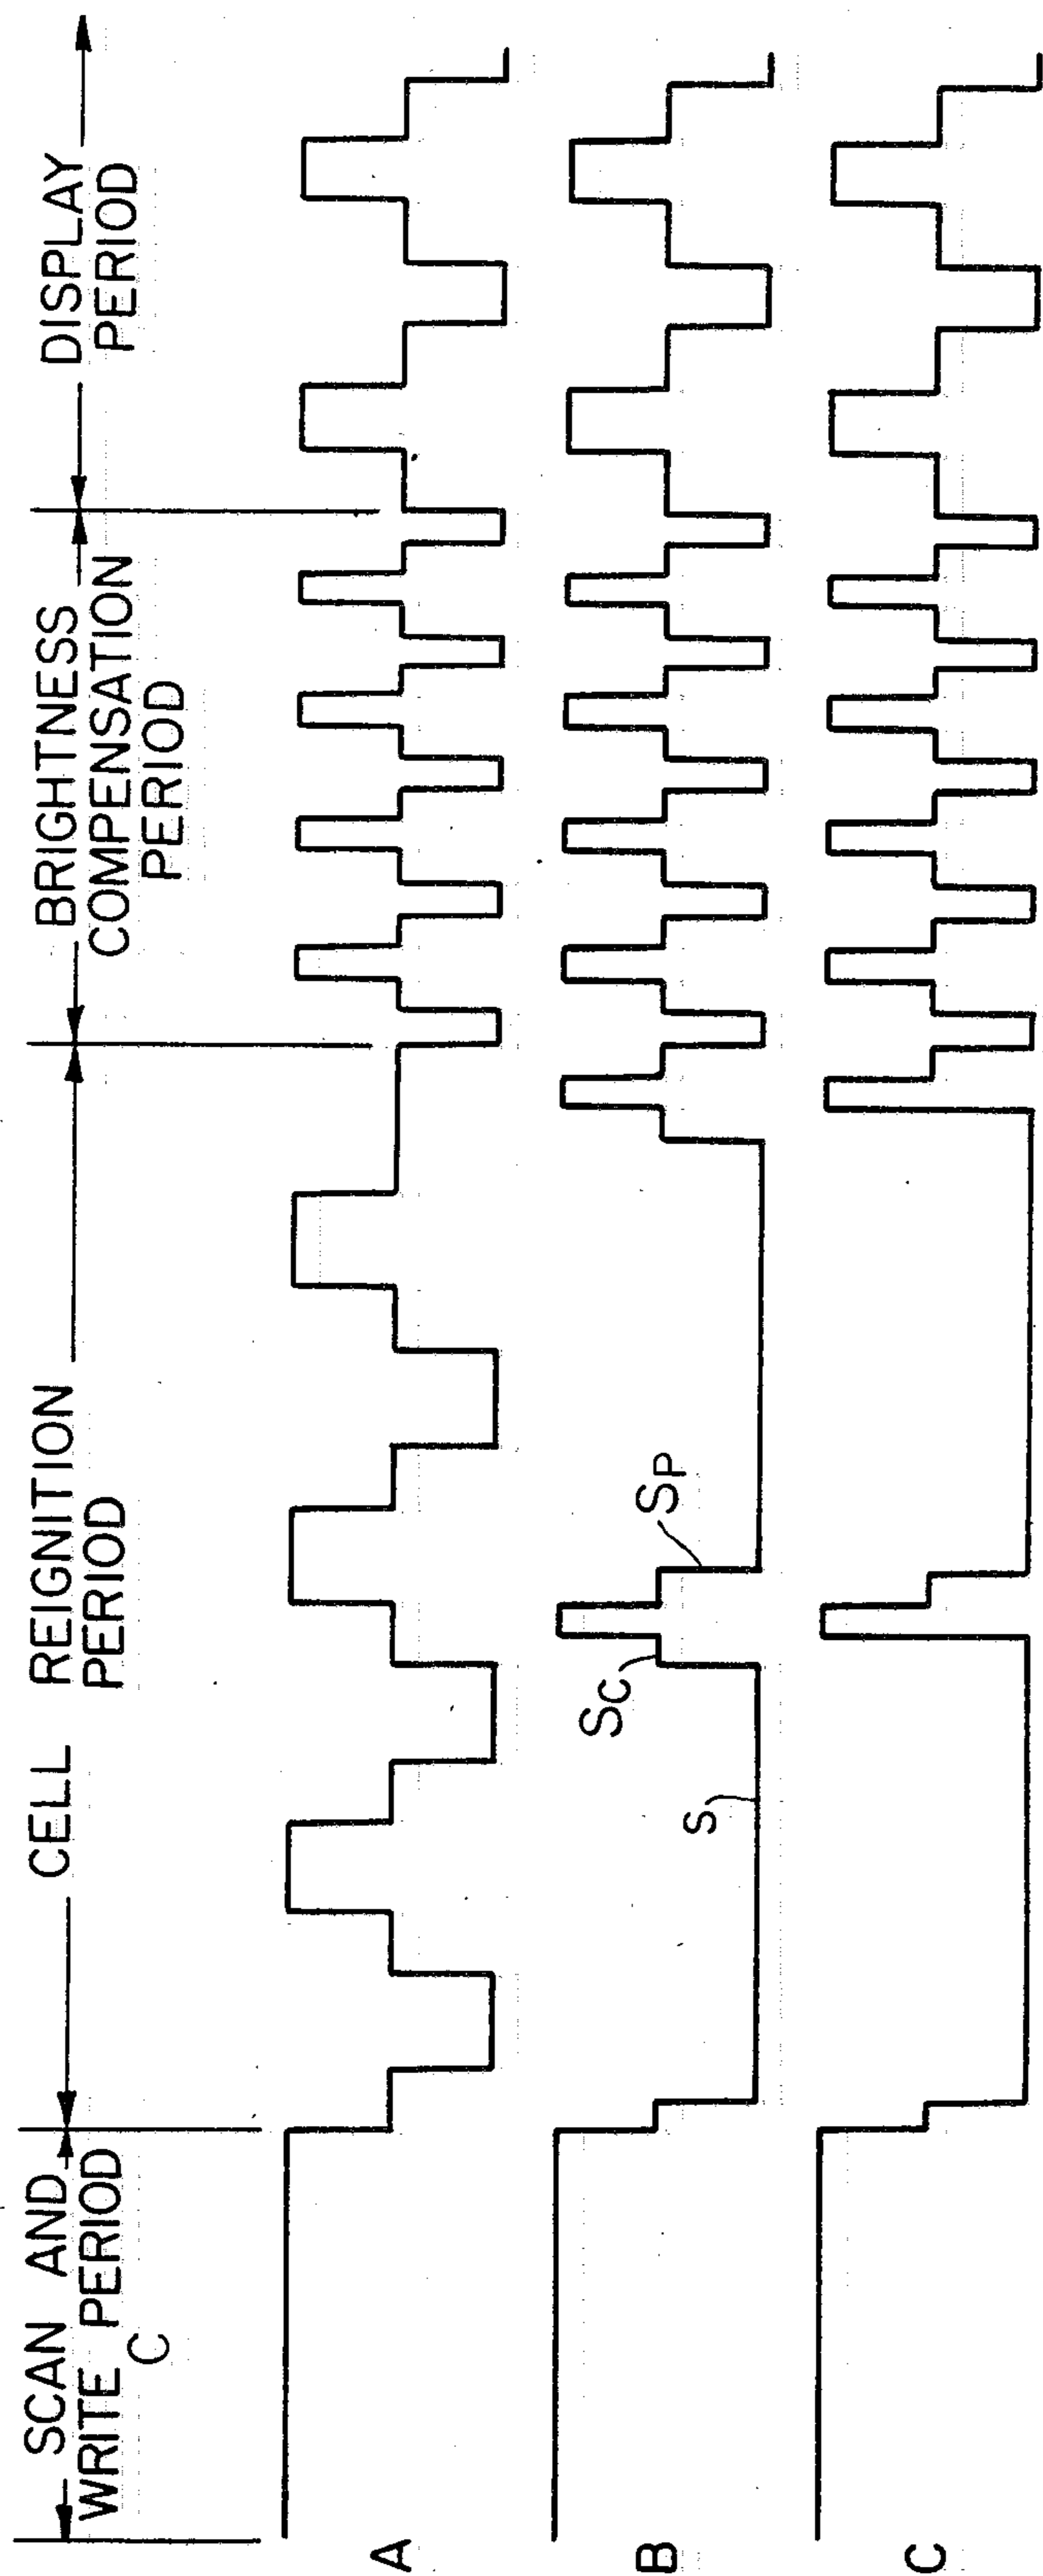 SCAN AND
WRITE PERIOD
C
CELL REIGNITION
PERIOD
BRIGHTNESS
COMPENSATION
PERIOD
DISPLAY
PERIOD
A
B
S
SC
SP
C